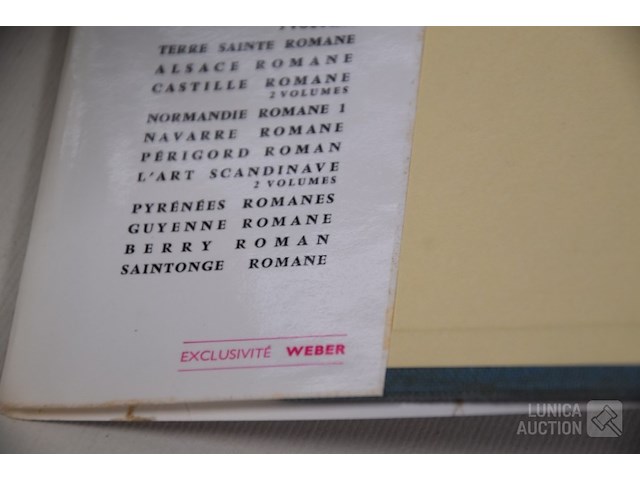 TERRE SAINTE ROMANE
ALSACE ROMANE
CASTILLE ROMANE
2 VOLUMES
NORMANDIE ROMANE 1
NAVARRE ROMANE
PÉRIGORD ROMAN
L'ART SCANDINAVE
2 VOLUMES
PYRÉNÉES ROMANES
GUYENNE ROMANE
BERRY ROMAN
SAINTONGE ROMANE
EXCLUSIVITÉ WEBER
LUNICA
AUCTION